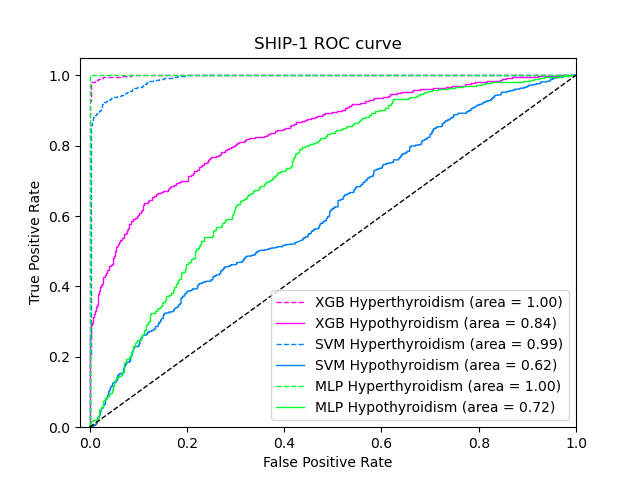 SHIP-1 ROC curve
True Positive Rate
1.0
0.8
0.6
0.4
0.2
0.0
XGB Hyperthyroidism (area = 1.00)
XGB Hypothyroidism (area = 0.84)
SVM Hyperthyroidism (area = 0.99)
SVM Hypothyroidism (area = 0.62)
MLP Hyperthyroidism (area = 1.00)
MLP Hypothyroidism (area = 0.72)
0.0 0.2 0.4 0.6 0.8 1.0
False Positive Rate